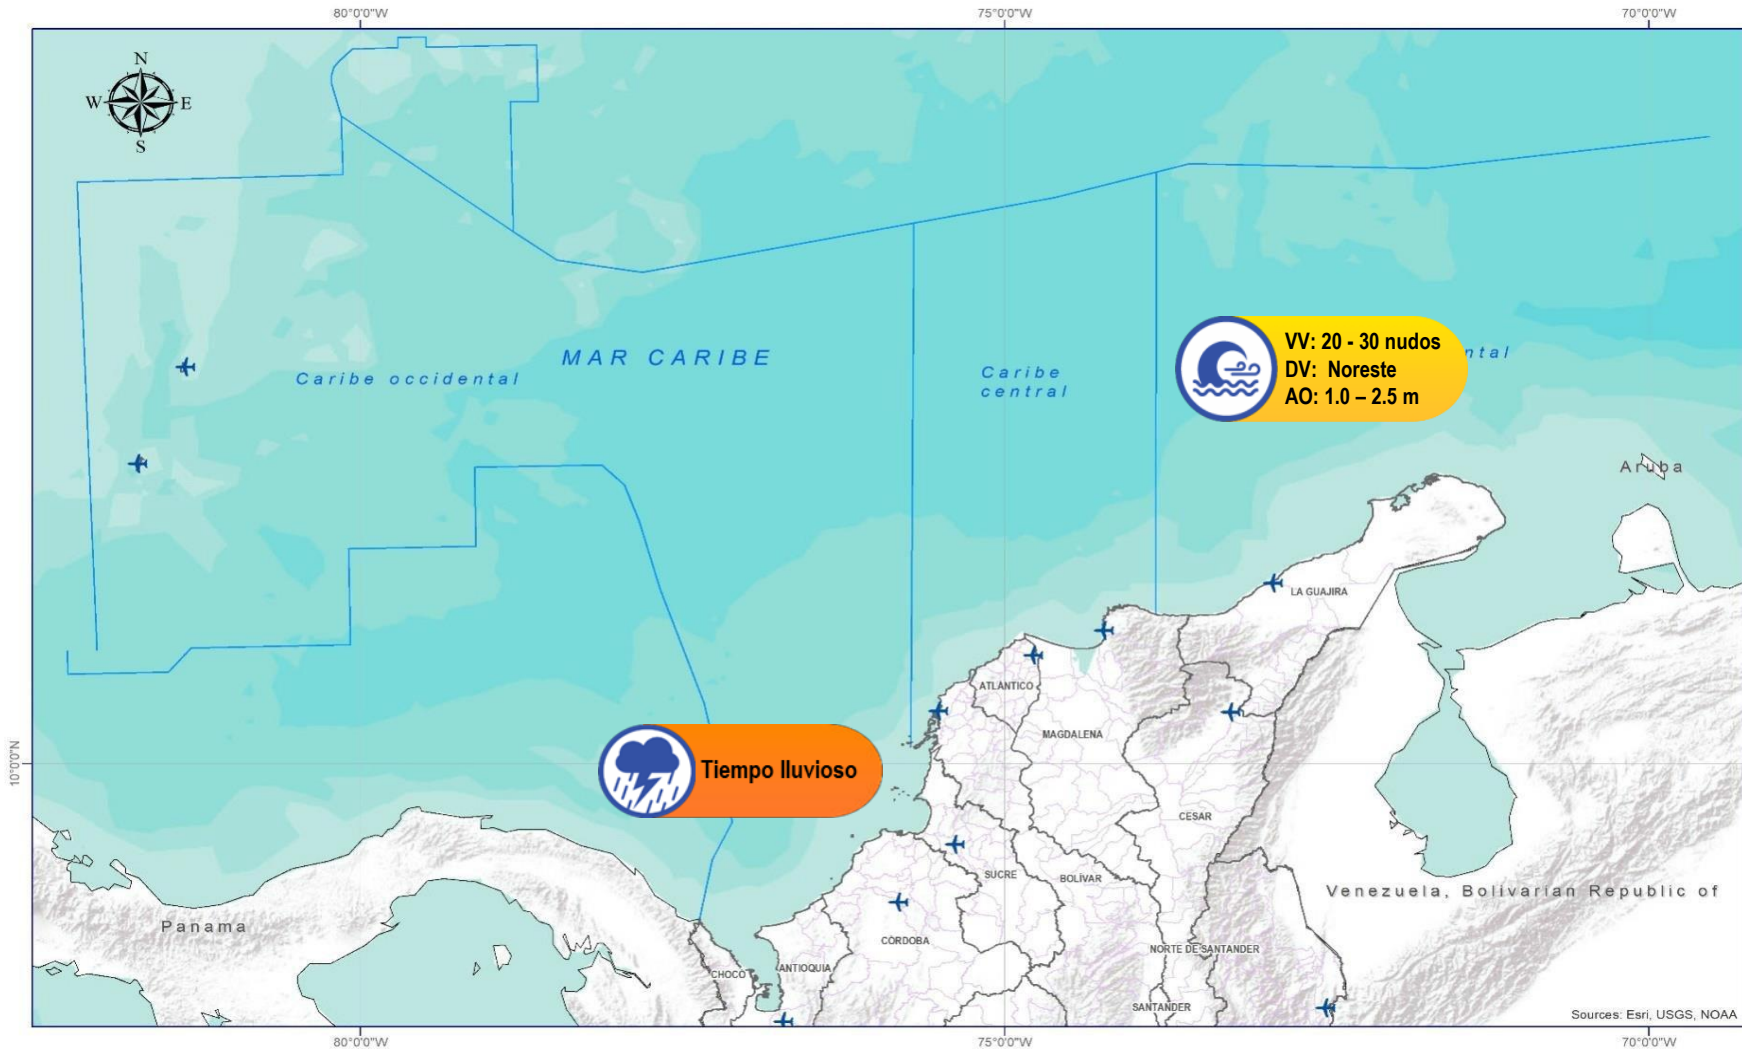 80°0'0"W
75°0'0"W
70°0'0"W
N
W
E
S
MAR CARIBE
Caribe occidental
Caribe
central
VV: 20 - 30 nudos
DV: Noreste
AO: 1.0 – 2.5 m
ntal
Aruba
LA GUAJIRA
ATLÁNTICO
MAGDALENA
Tiempo lluvioso
10°0'0"N
CESAR
SUCRE
BOLÍVAR
Venezuela, Bolivarian Republic of
Panama
CÓRDOBA
NORTE DE SANTANDER
CHOCO
ANTIOQUIA
SANTANDER
Sources: Esri, USGS, NOAA
80°0'0"W
75°0'0"W
70°0'0"W